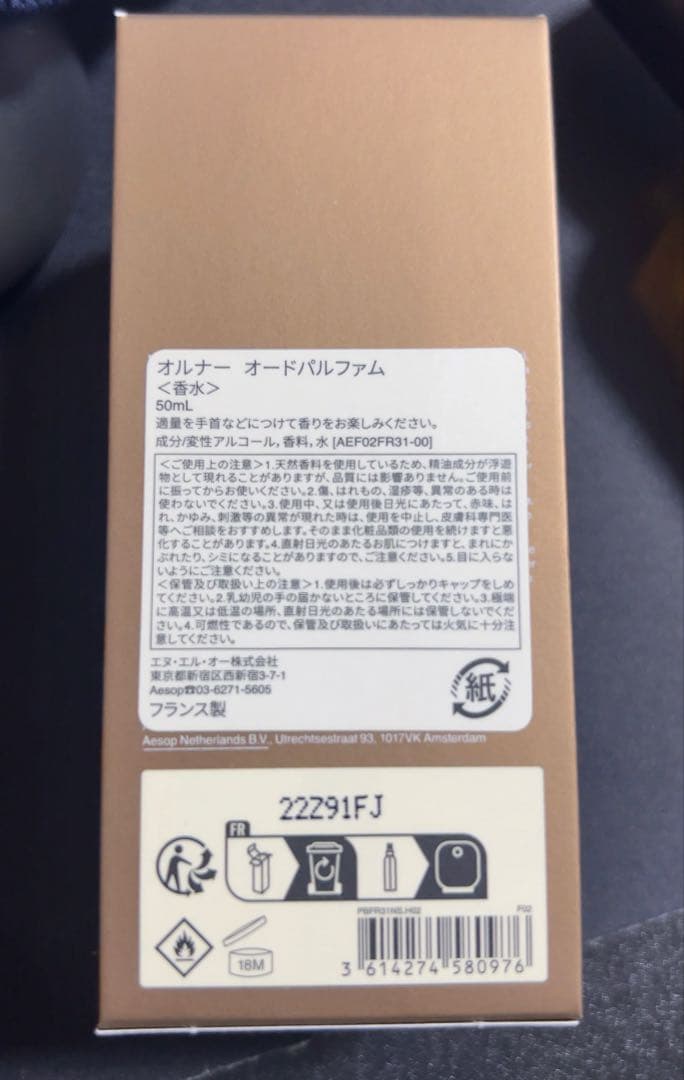 オルナー オードパルファム
＜香水＞
50mL
適量を手首などにつけて香りをお楽しみください。
成分/変性アルコール，香料，水 [AEF02FR31-00]
＜ご使用上の注意＞1.天然香料を使用しているため、精油成分が浮遊
物として現れることがありますが、品質には影響ありません。ご使用前
に振ってからお使いください。2.傷、はれもの、湿疹等、異常のある時は
使わないでください。3.使用中、又は使用後日光にあたって、赤味、は
れ、かゆみ、刺激等の異常が現れた時は、使用を中止し、皮膚科専門医
等へご相談をおすすめします。そのまま化粧品類の使用を続けますと悪
化することがあります。4.直射日光のあたるお肌につけますと、まれにか
ぶれたり、シミになることがありますので、ご注意ください。5.目に入らな
いようにご注意ください。
＜保管及び取扱い上の注意＞1.使用後は必ずしっかりキャップをしめ
てください。2.乳幼児の手の届かないところに保管してください。3.極端
に高温又は低温の場所、直射日光のあたる場所には保管しないでくだ
さい。4.可燃性であるので、保管及び取扱いにあたっては火気に十分注
意してください。
エヌ・エル・オー株式会社
東京都新宿区西新宿3-7-1
Aesop☎03-6271-5605
フランス製
紙
Aesop Netherlands B.V., Utrechtsestraat 93, 1017VK Amsterdam
22Z91FJ
FR
PBFR31NS.H02 F02
18M
3 614274 580976